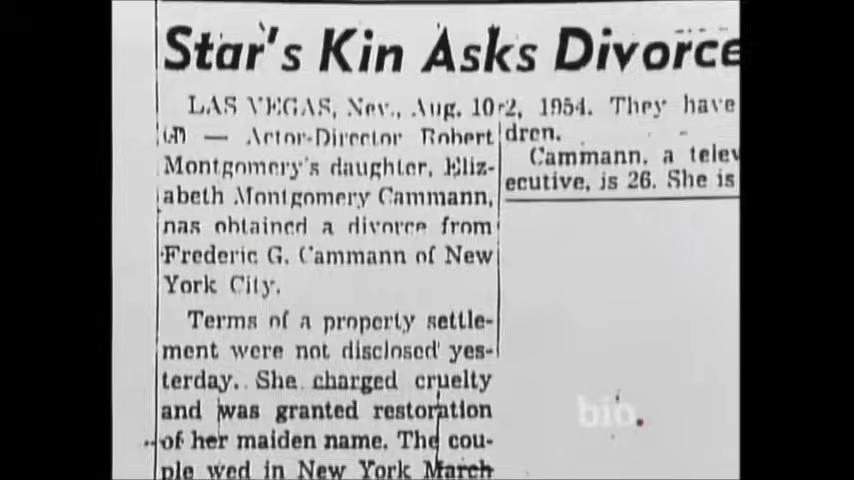 Star's Kin Asks Divorce
LAS VEGAS, Nev., Aug. 10
(AP) — Actor-Director Robert
Montgomery's daughter, Eliz-
abeth Montgomery Cammann,
has obtained a divorce from
Frederic G. Cammann of New
York City.
Terms of a property settle-
ment were not disclosed yes-
terday. She charged cruelty
and was granted restoration
of her maiden name. The cou-
ple wed in New York March
2, 1954. They have
dren.
Cammann, a telev
ecutive, is 26. She is
bio.